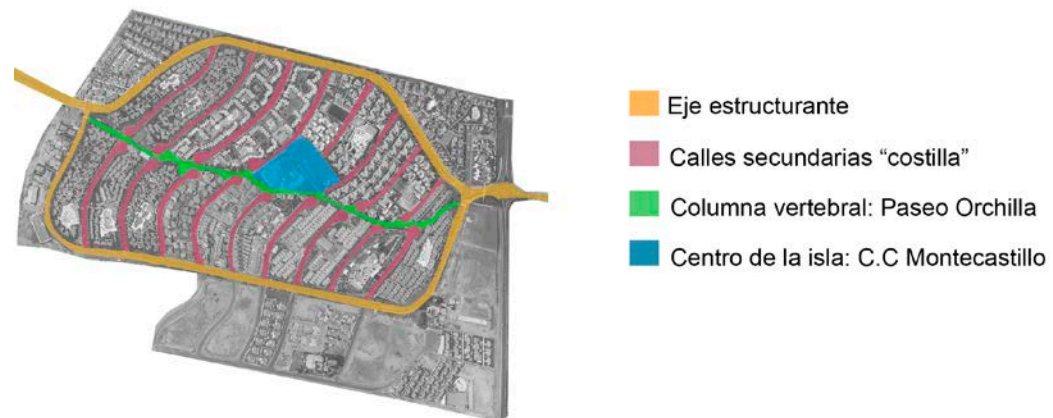 Eje estructurante
Calles secundarias “costilla”
Columna vertebral: Paseo Orchilla
Centro de la isla: C.C Montecastillo